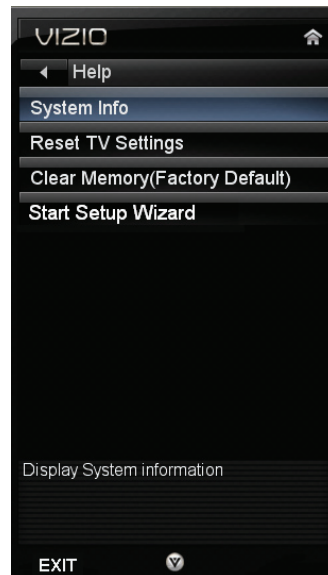 VIZIO
Help
System Info
Reset TV Settings
Clear Memory(Factory Default)
Start Setup Wizard
Display System information
EXIT
V